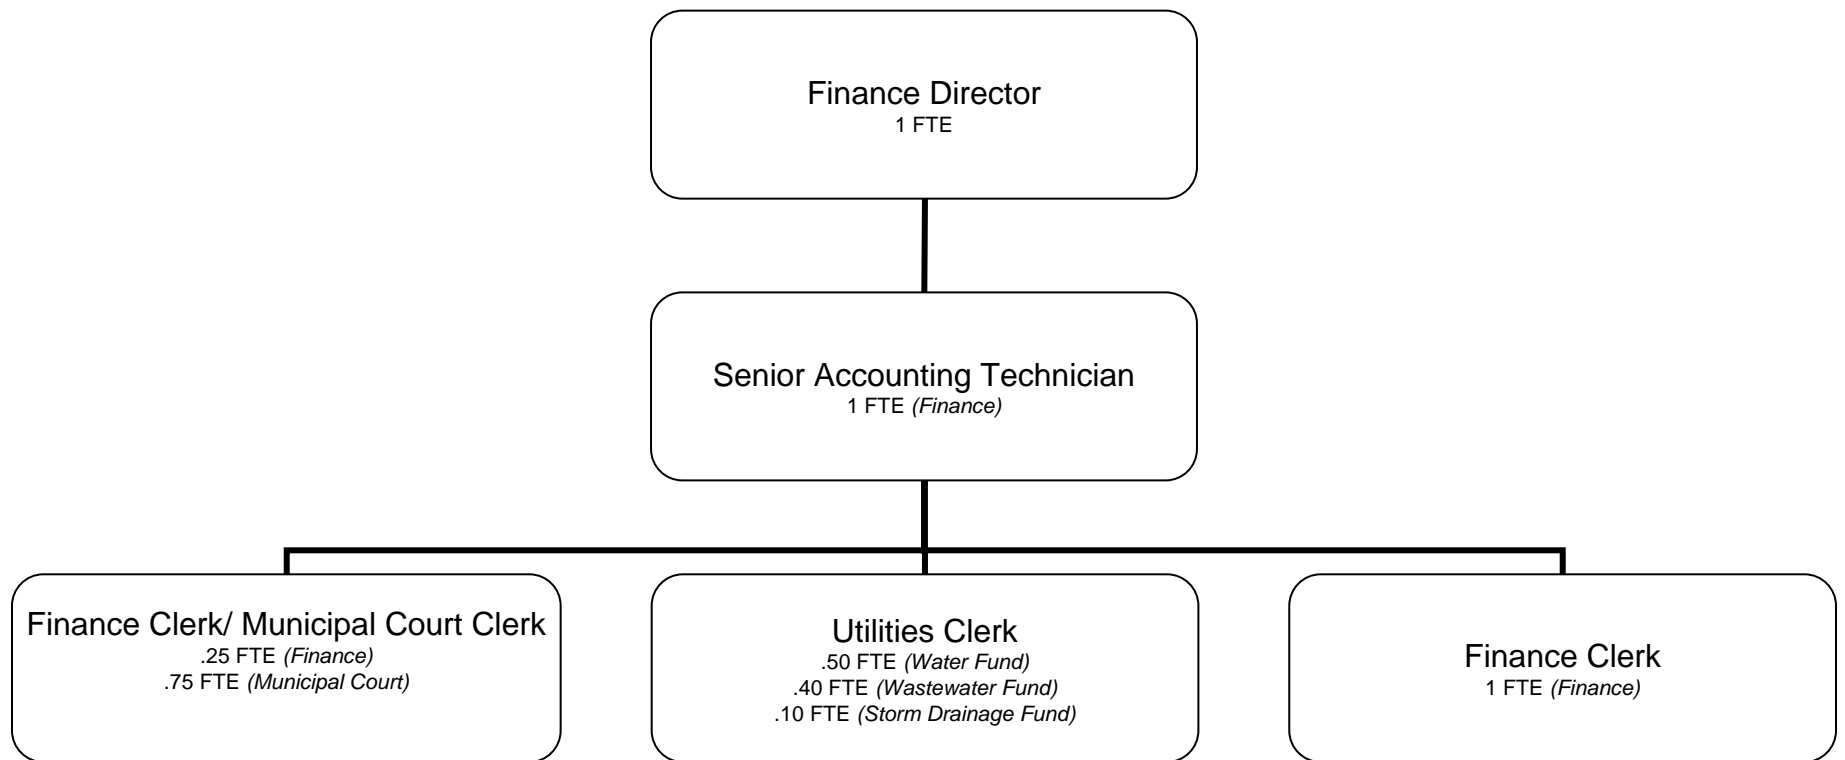 Finance Director
1 FTE
Senior Accounting Technician
1 FTE (Finance)
Finance Clerk/ Municipal Court Clerk
.25 FTE (Finance)
.75 FTE (Municipal Court)
Utilities Clerk
.50 FTE (Water Fund)
.40 FTE (Wastewater Fund)
.10 FTE (Storm Drainage Fund)
Finance Clerk
1 FTE (Finance)